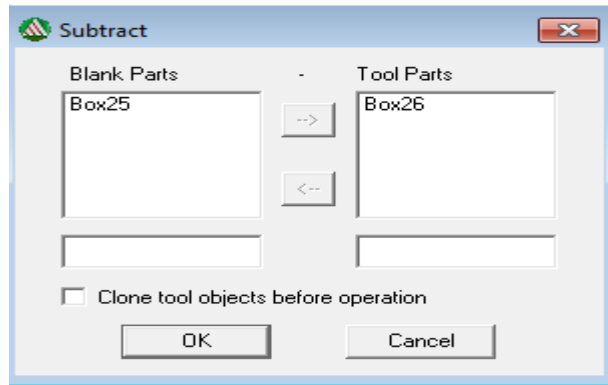 Subtract
Blank Parts - Tool Parts
Box25 --> Box26
<--
Clone tool objects before operation
OK Cancel